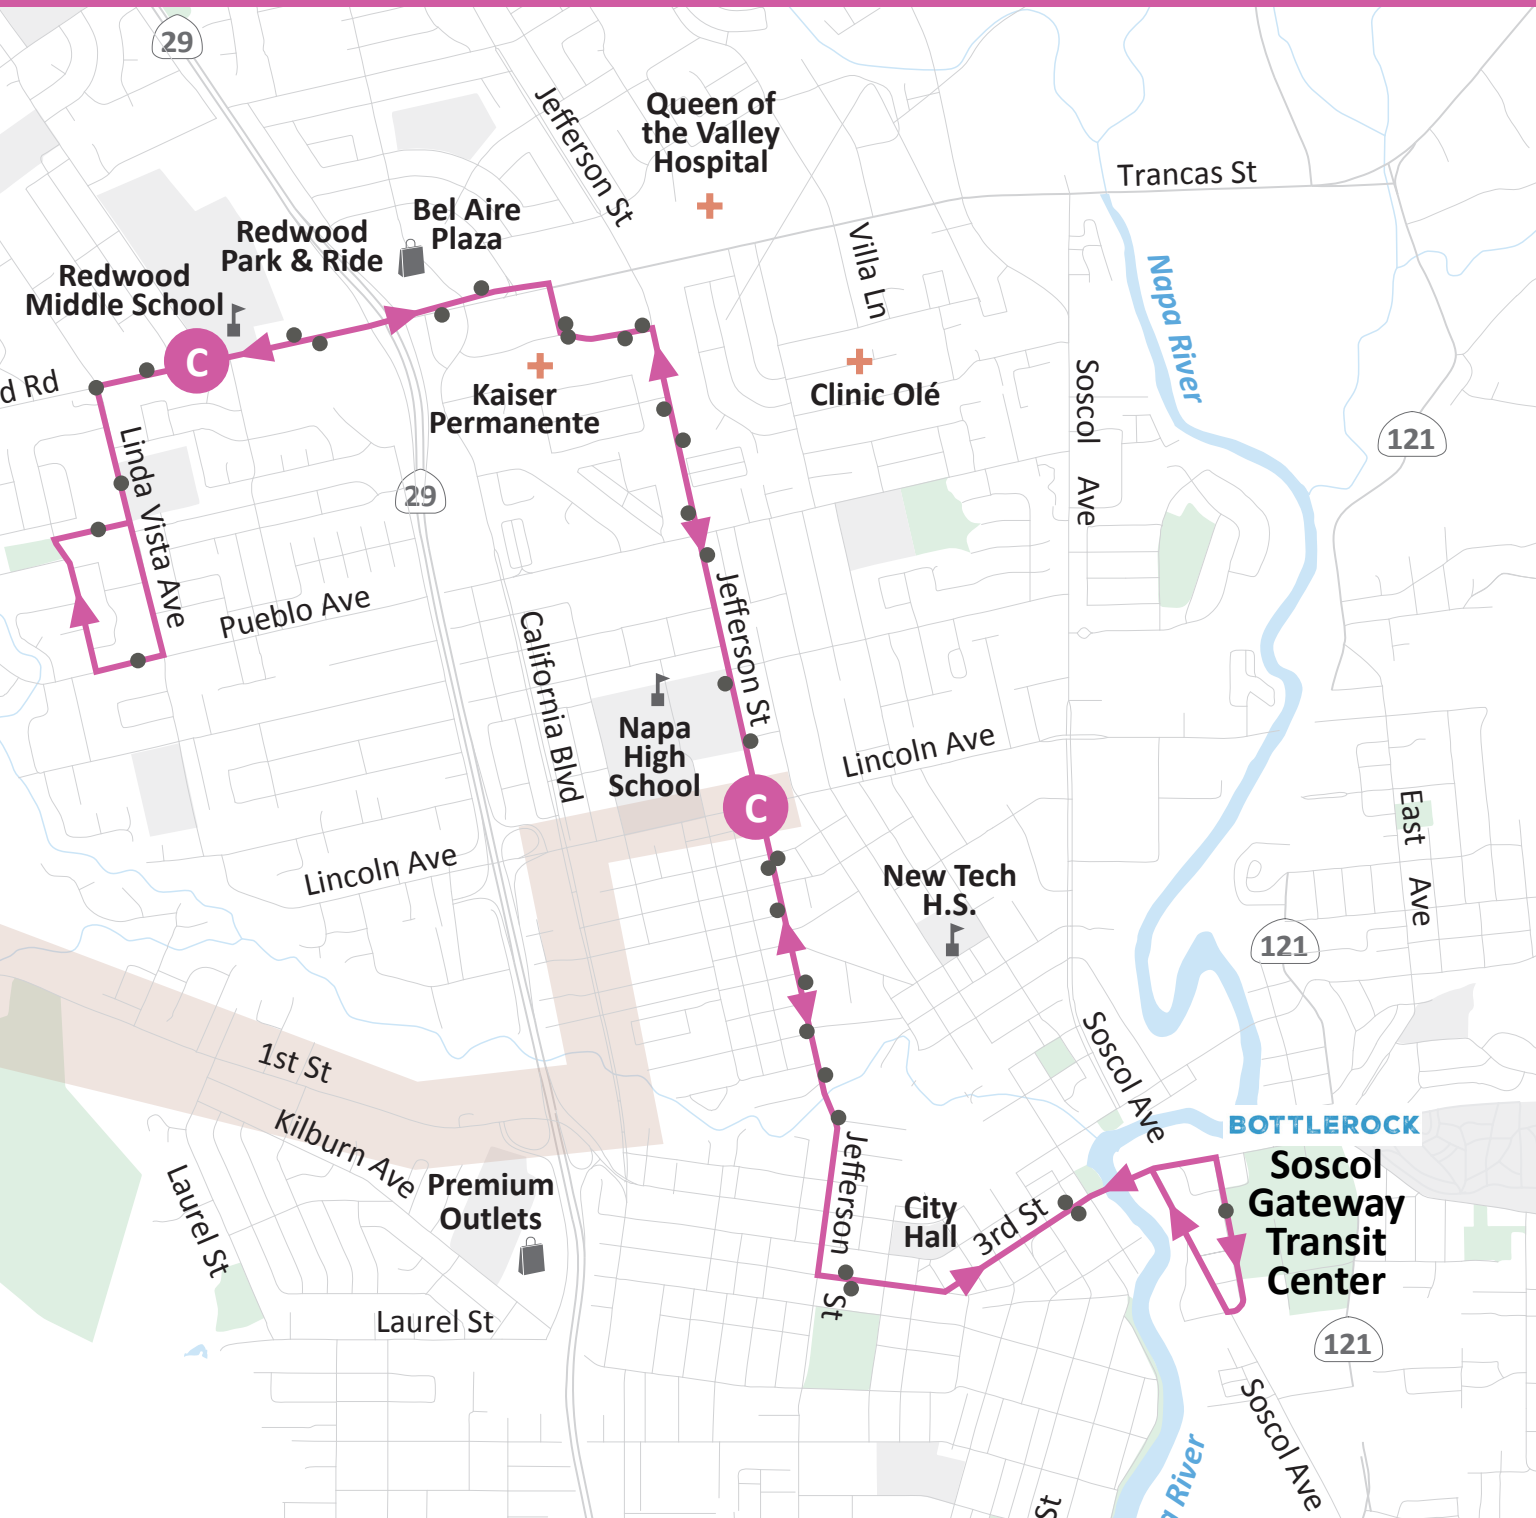 29
Jefferson St
Queen of
the Valley
Hospital
Trancas St
Bel Aire
Plaza
Redwood
Park & Ride
Redwood
Middle School
Villa Ln
Napa River
C
d Rd
Kaiser
Permanente
Clinic Olé
Soscol Ave
121
Linda Vista Ave
29
Pueblo Ave
California Blvd
Jefferson St
Napa
High
School
Lincoln Ave
C
East Ave
Lincoln Ave
New Tech
H.S.
121
1st St
Soscol Ave
Kilburn Ave
BOTTLEROCK
Laurel St
Premium
Outlets
Jefferson St
City
Hall
3rd St
Soscol
Gateway
Transit
Center
Laurel St
121
Soscol Ave
a River
St